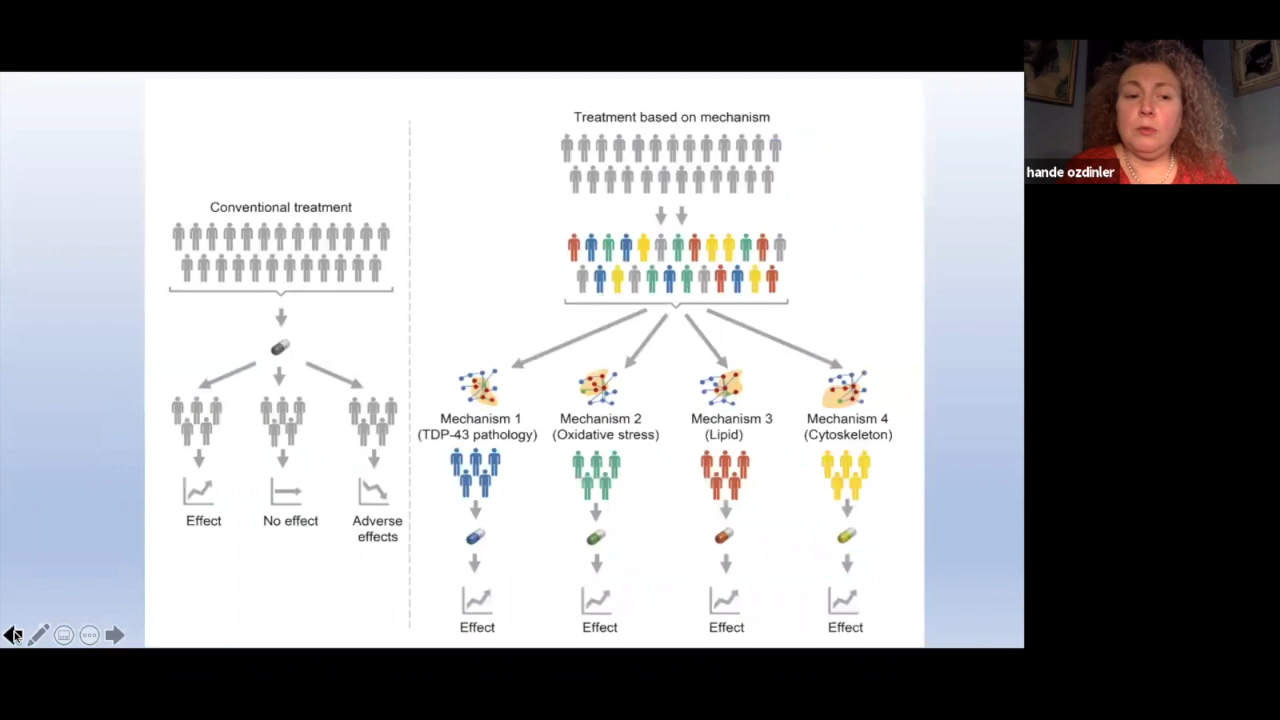 Conventional treatment
Effect
No effect
Adverse
effects
Treatment based on mechanism
Mechanism 1
(TDP-43 pathology)
Mechanism 2
(Oxidative stress)
Mechanism 3
(Lipid)
Mechanism 4
(Cytoskeleton)
Effect
Effect
Effect
Effect
hande ozdinler